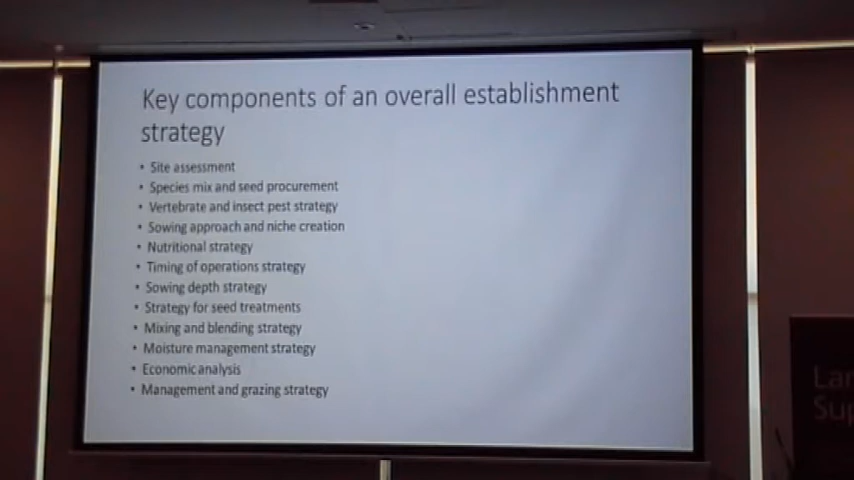 Key components of an overall establishment
strategy
• Site assessment
• Species mix and seed procurement
• Vertebrate and insect pest strategy
• Sowing approach and niche creation
• Nutritional strategy
• Timing of operations strategy
• Sowing depth strategy
• Strategy for seed treatments
• Mixing and blending strategy
• Moisture management strategy
• Economic analysis
• Management and grazing strategy